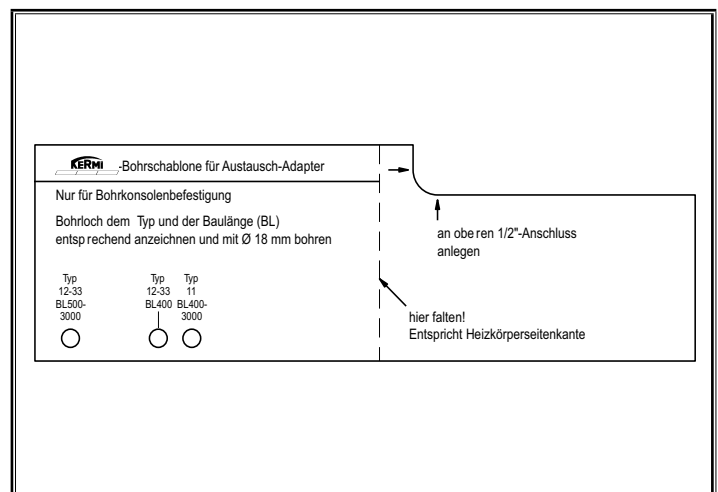 KERMI -Bohrschablone für Austausch-Adapter
Nur für Bohrkonsolenbefestigung
Bohrloch dem Typ und der Baulänge (BL)
entsprechend anzeichnen und mit Ø 18 mm bohren
Typ
12-33
BL500-
3000
Typ
12-33
BL400
Typ
11
BL400-
3000
an oberen 1/2"-Anschluss
anlegen
hier falten!
Entspricht Heizkörperseitenkante